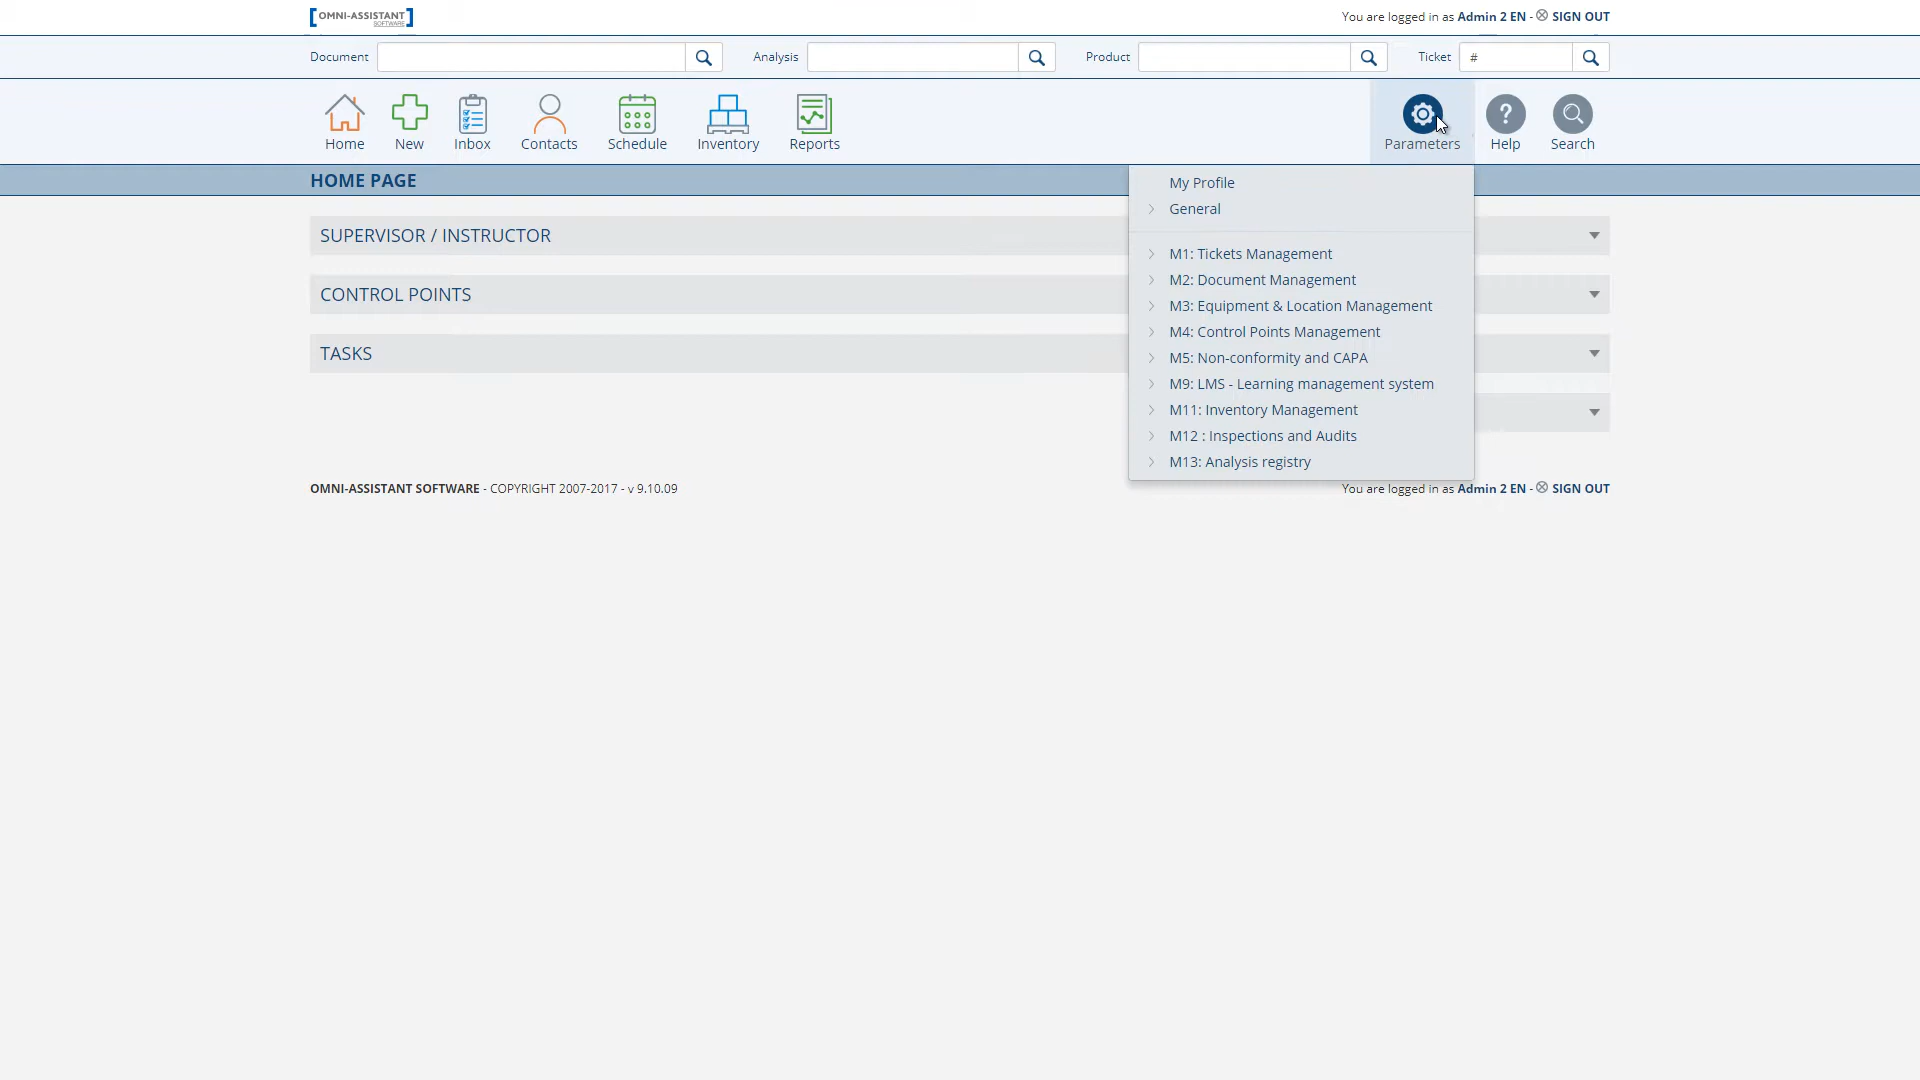 OMNI-ASSISTANT
SOFTWARE
You are logged in as Admin 2 EN - SIGN OUT
Document
Analysis
Product
Ticket
#
Home
New
Inbox
Contacts
Schedule
Inventory
Reports
Parameters
Help
Search
HOME PAGE
My Profile
General
SUPERVISOR / INSTRUCTOR
M1: Tickets Management
M2: Document Management
CONTROL POINTS
M3: Equipment & Location Management
M4: Control Points Management
TASKS
M5: Non-conformity and CAPA
M9: LMS - Learning management system
M11: Inventory Management
M12 : Inspections and Audits
M13: Analysis registry
OMNI-ASSISTANT SOFTWARE - COPYRIGHT 2007-2017 - v 9.10.09
You are logged in as Admin 2 EN - SIGN OUT